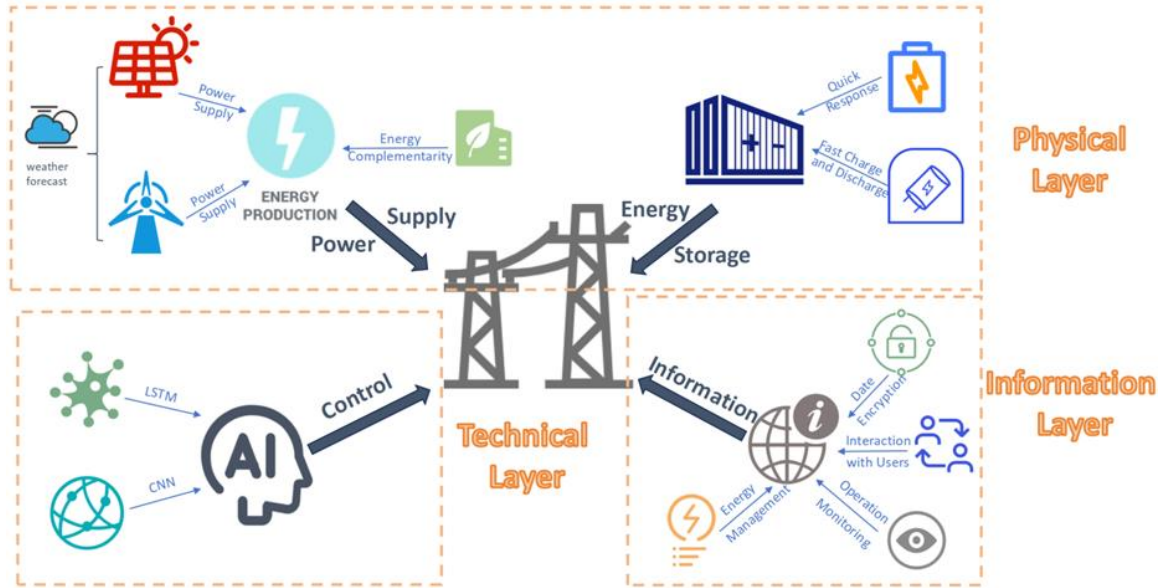 Power
Supply
weather
forecast
Power
Supply
ENERGY
PRODUCTION
Energy
Complementarity
Supply
Power
Energy
Storage
Quick
Response
Fast Charge
and Discharge
+ -
Physical
Layer
LSTM
CNN
AI
Control
Technical
Layer
Information
i
Date
Encryption
Interaction
with Users
Energy
Management
Operation
Monitoring
Information
Layer